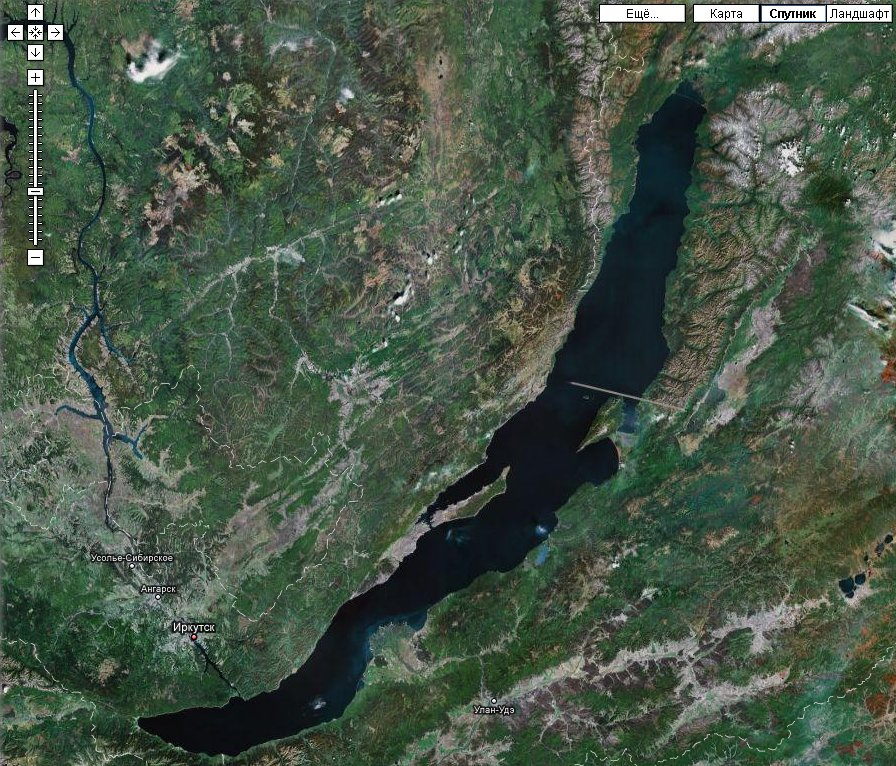 Ещё...
Карта
Спутник
Ландшафт
Усолье-Сибирское
Ангарск
Иркутск
Улан-Удэ